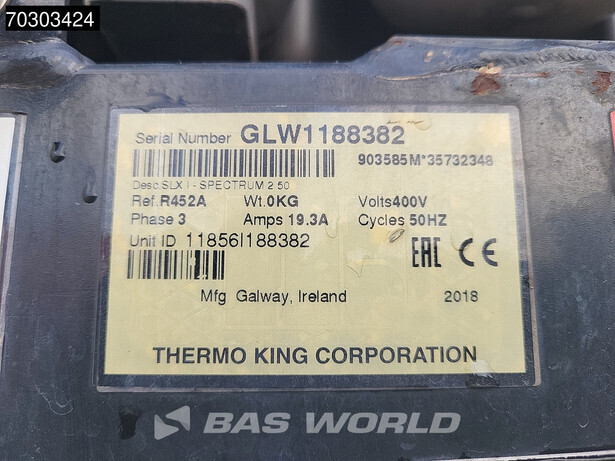 70303424
Serial Number GLW1188382
903585M*35732348
Desc.SLX i - SPECTRUM 2 50
Ref.R452A Wt.0KG Volts400V
Phase 3 Amps 19.3A Cycles 50HZ
Unit ID 11856I188382
EAC CE
Mfg Galway, Ireland 2018
THERMO KING CORPORATION
BAS WORLD